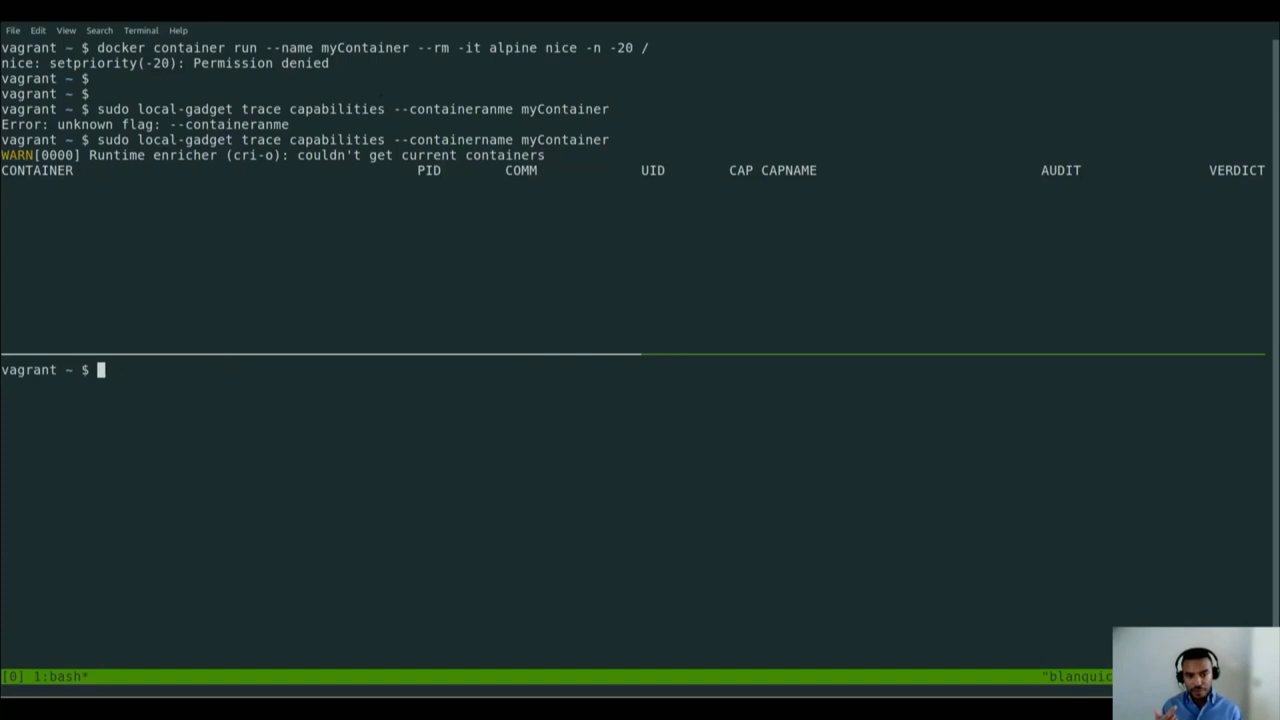 File Edit View Search Terminal Help
vagrant ~ $ docker container run --name myContainer --rm -it alpine nice -n -20 /
nice: setpriority(-20): Permission denied
vagrant ~ $
vagrant ~ $
vagrant ~ $ sudo local-gadget trace capabilities --containeranme myContainer
Error: unknown flag: --containeranme
vagrant ~ $ sudo local-gadget trace capabilities --containername myContainer
WARN[0000] Runtime enricher (cri-o): couldn't get current containers
CONTAINER PID COMM UID CAP CAPNAME AUDIT VERDICT
vagrant ~ $
[0] 1:bash* "blanquic